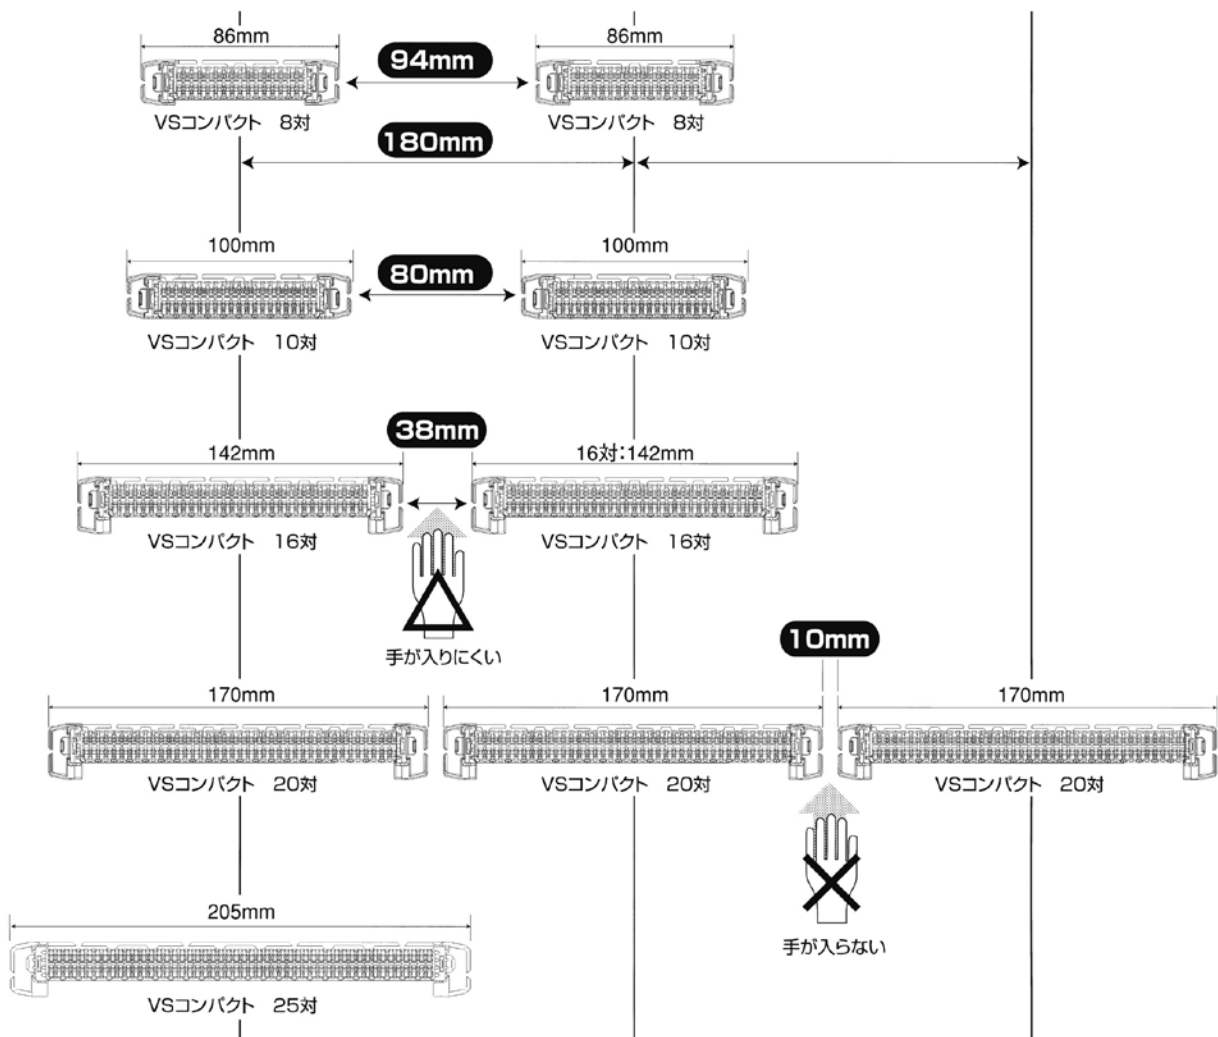 86mm
86mm
94mm
VSコンパクト 8対
VSコンパクト 8対
180mm
100mm
100mm
80mm
VSコンパクト 10対
VSコンパクト 10対
38mm
142mm
16対:142mm
VSコンパクト 16対
VSコンパクト 16対
手が入りにくい
10mm
170mm
170mm
170mm
VSコンパクト 20対
VSコンパクト 20対
VSコンパクト 20対
205mm
手が入らない
VSコンパクト 25対